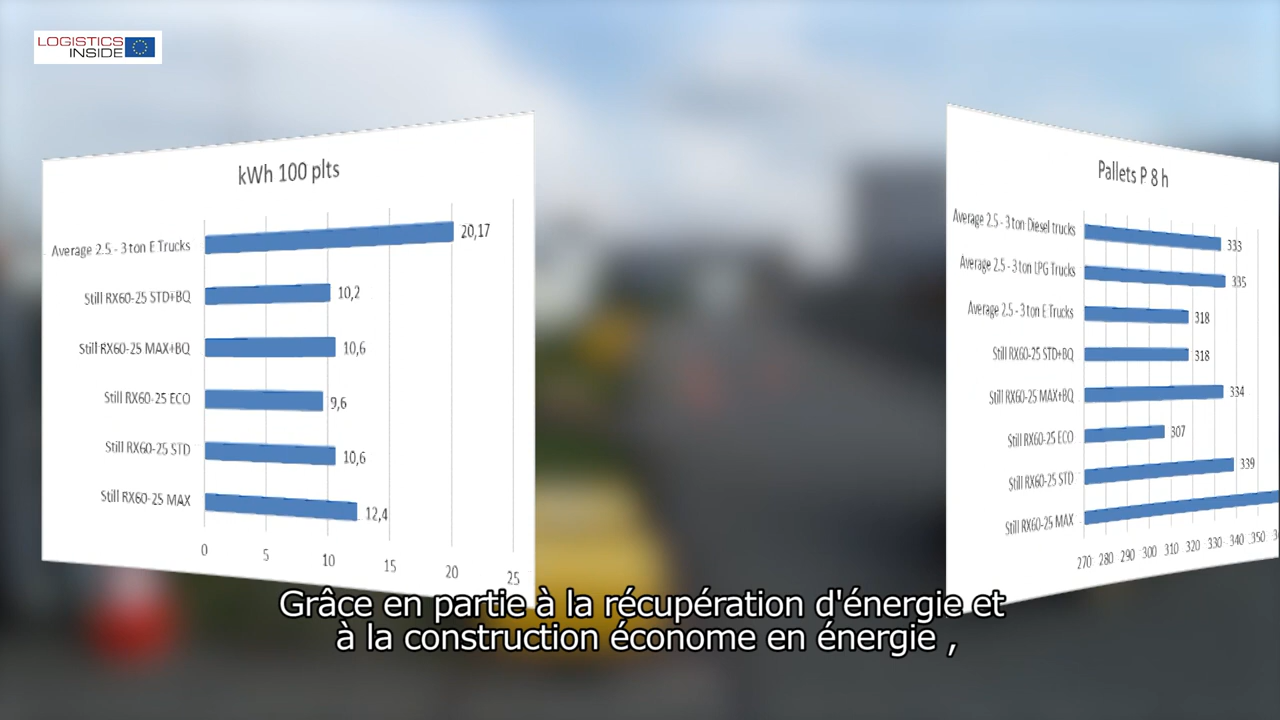 LOGISTICS
INSIDE
kWh 100 plts
Average 2.5 - 3 ton E Trucks
20,17
Still RX60-25 STD+BQ
10,2
Still RX60-25 MAX+BQ
10,6
Still RX60-25 ECO
9,6
Still RX60-25 STD
10,6
Still RX60-25 MAX
12,4
0 5 10 15 20 25
Pallets P 8 h
Average 2.5 - 3 ton Diesel trucks
333
Average 2.5 - 3 ton LPG Trucks
335
Average 2.5 - 3 ton E Trucks
318
Still RX60-25 STD+BQ
318
Still RX60-25 MAX+BQ
334
Still RX60-25 ECO
307
Still RX60-25 STD
339
Still RX60-25 MAX
270 280 290 300 310 320 330 340 350
Grâce en partie à la récupération d'énergie et
à la construction économe en énergie ,